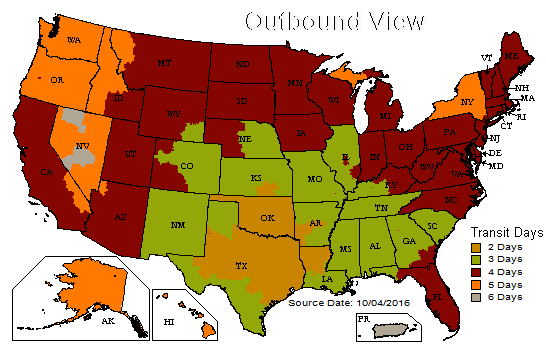 Outbound View
WA
OR
CA
NV
ID
MT
WY
UT
AZ
CO
NM
ND
SD
NE
KS
OK
TX
MN
IA
MO
AR
LA
WI
IL
MI
IN
OH
KY
TN
MS
AL
GA
FL
SC
NC
VA
WV
PA
NY
VT
ME
NH
MA
RI
CT
NJ
DE
MD
AK
HI
PR
Transit Days
2 Days
3 Days
4 Days
5 Days
6 Days
Source Date: 10/04/2016